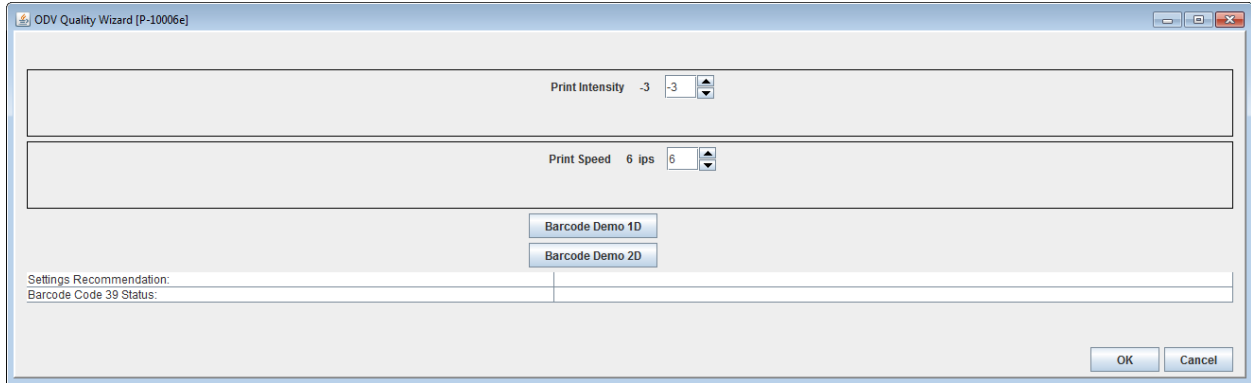 ODV Quality Wizard [P-10006e]
Print Intensity -3 -3
Print Speed 6 ips 6
Barcode Demo 1D
Barcode Demo 2D
Settings Recommendation:
Barcode Code 39 Status:
OK Cancel